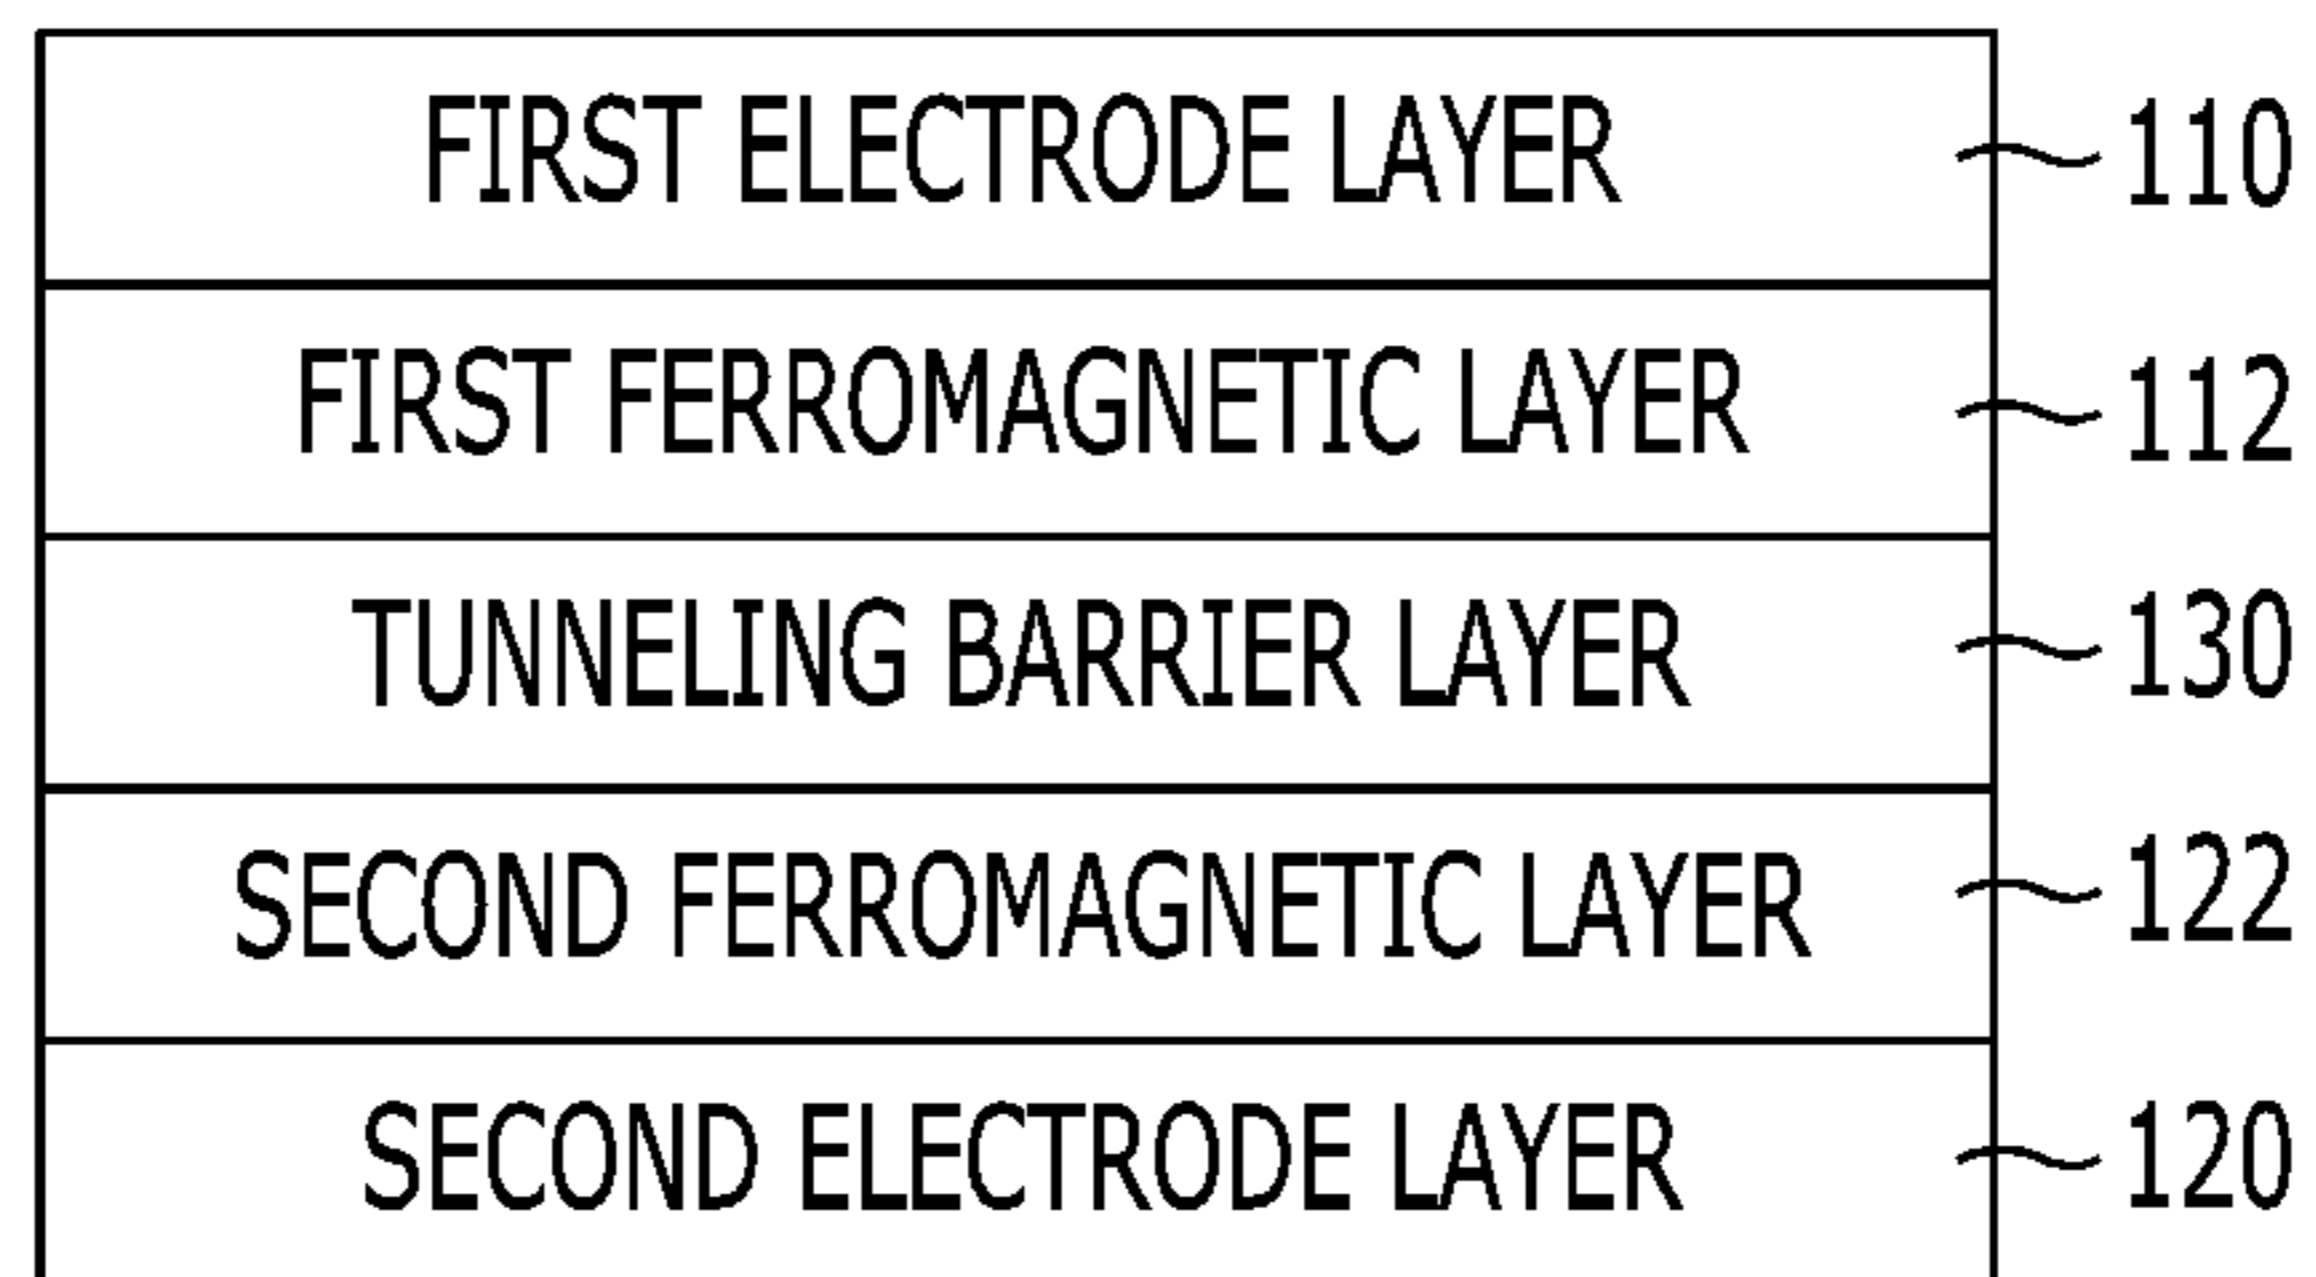 FIRST ELECTRODE LAYER 110
FIRST FERROMAGNETIC LAYER 112
TUNNELING BARRIER LAYER 130
SECOND FERROMAGNETIC LAYER 122
SECOND ELECTRODE LAYER 120